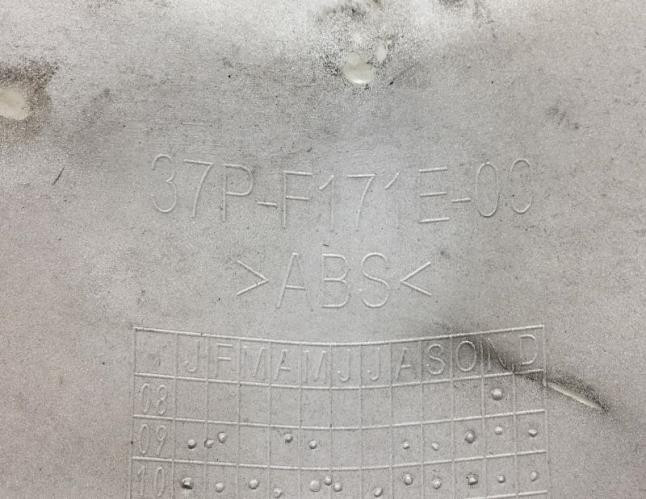 37P-F171E-00
>ABS<
J F M A M J J A S O N D
08
09
10